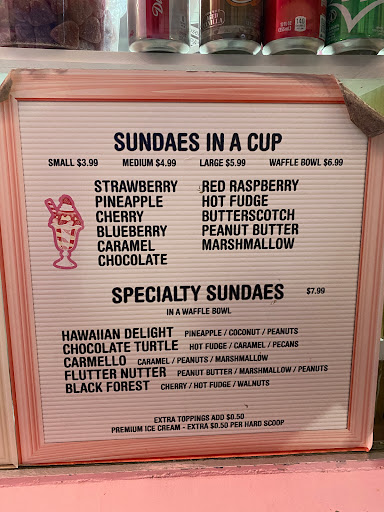 SUNDAES IN A CUP
SMALL $3.99 MEDIUM $4.99 LARGE $5.99 WAFFLE BOWL $6.99
STRAWBERRY RED RASPBERRY
PINEAPPLE HOT FUDGE
CHERRY BUTTERSCOTCH
BLUEBERRY PEANUT BUTTER
CARAMEL MARSHMALLOW
CHOCOLATE
SPECIALTY SUNDAES $7.99
IN A WAFFLE BOWL
HAWAIIAN DELIGHT PINEAPPLE / COCONUT / PEANUTS
CHOCOLATE TURTLE HOT FUDGE / CARAMEL / PECANS
CARMELLO CARAMEL / PEANUTS / MARSHMALLOW
FLUTTER NUTTER PEANUT BUTTER / MARSHMALLOW / PEANUTS
BLACK FOREST CHERRY / HOT FUDGE / WALNUTS
EXTRA TOPPINGS ADD $0.50
PREMIUM ICE CREAM - EXTRA $0.50 PER HARD SCOOP